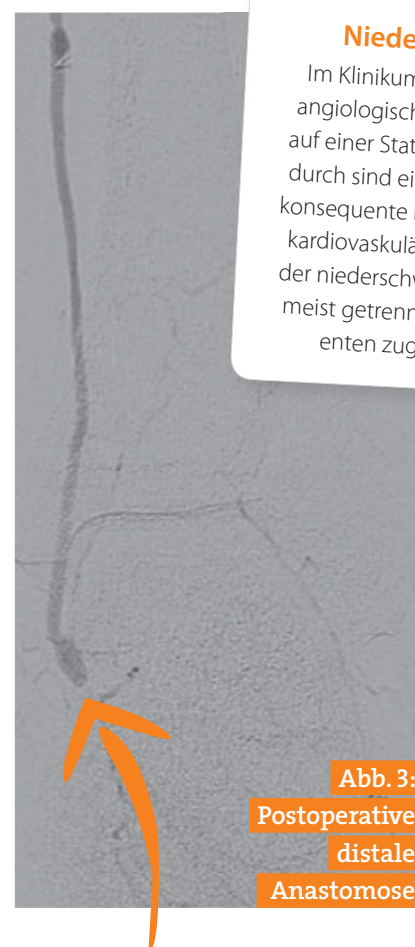 Niede
Im Klinikum
angiologisch
auf einer Stat
durch sind ei
konsequente
kardiovaskulä
der niederschw
meist getrenn
enten zug
Abb. 3:
Postoperative
distale
Anastomose